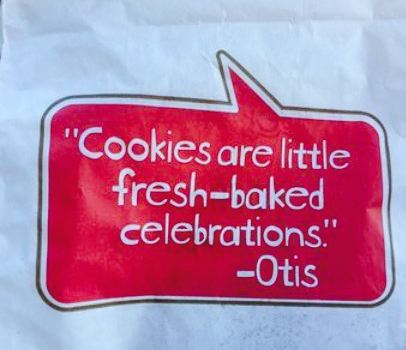 "Cookies are little
fresh-baked
celebrations."
-Otis